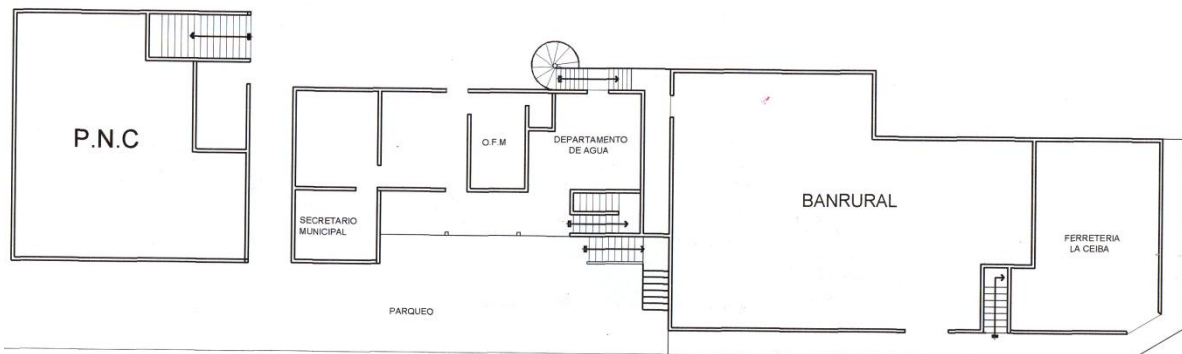 P.N.C
O.F.M
DEPARTAMENTO
DE AGUA
SECRETARIO
MUNICIPAL
BANRURAL
FERRETERIA
LA CEIBA
PARQUEO